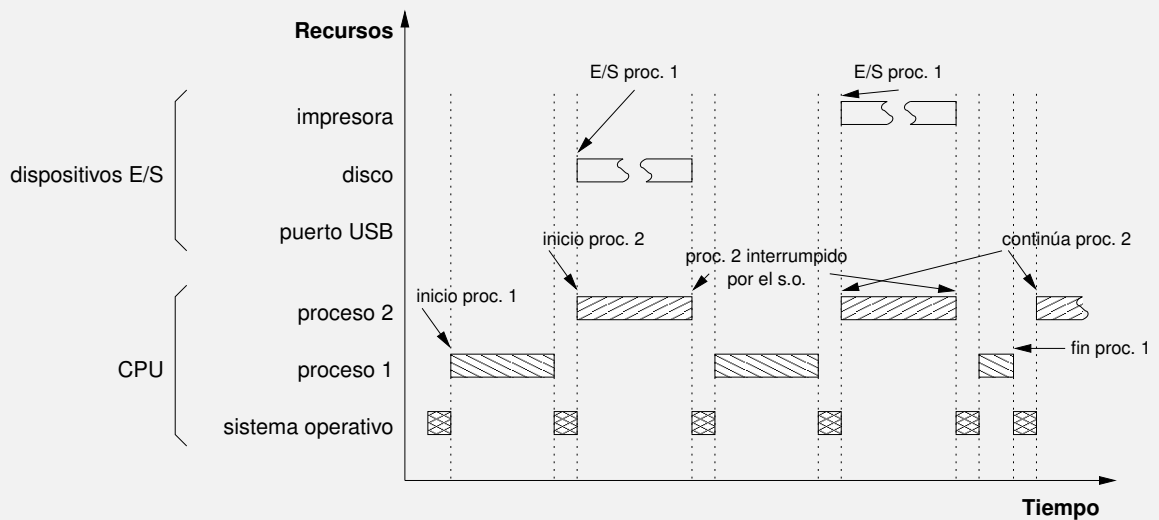 Recursos
E/S proc. 1
E/S proc. 1
impresora
dispositivos E/S
disco
puerto USB
inicio proc. 2
proc. 2 interrumpido
por el s.o.
continúa proc. 2
inicio proc. 1
proceso 2
fin proc. 1
CPU
proceso 1
sistema operativo
Tiempo